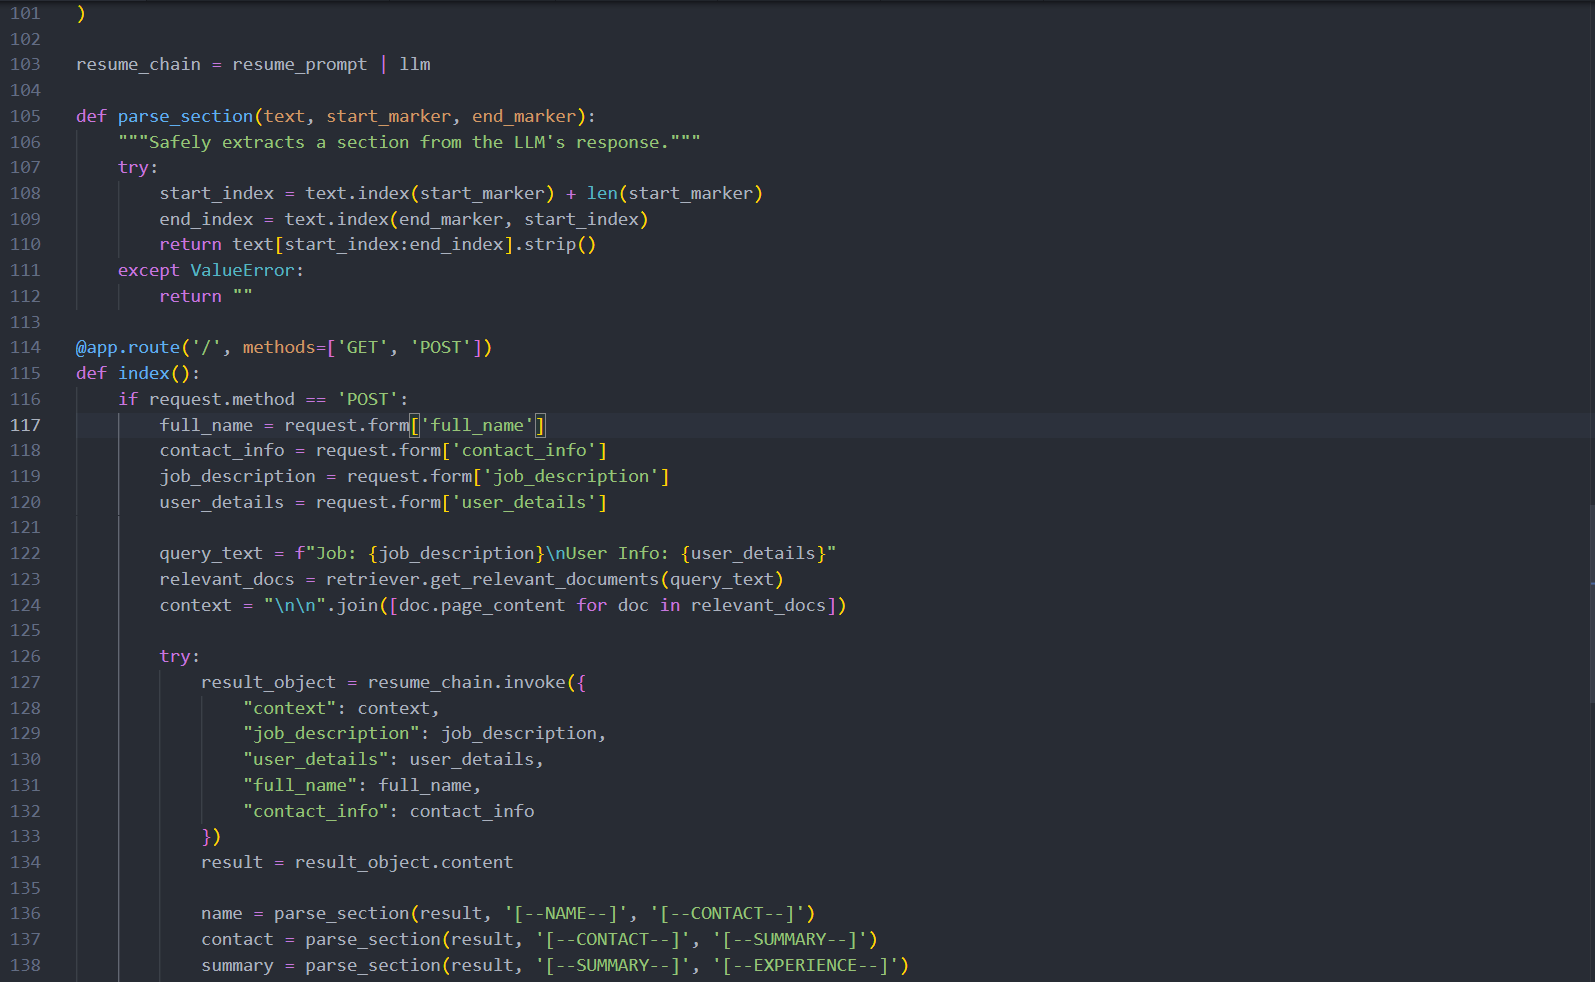 101 )
102
103 resume_chain = resume_prompt | llm
104
105 def parse_section(text, start_marker, end_marker):
106     """Safely extracts a section from the LLM's response."""
107     try:
108         start_index = text.index(start_marker) + len(start_marker)
109         end_index = text.index(end_marker, start_index)
110         return text[start_index:end_index].strip()
111     except ValueError:
112         return ""
113
114 @app.route('/', methods=['GET', 'POST'])
115 def index():
116     if request.method == 'POST':
117         full_name = request.form['full_name']
118         contact_info = request.form['contact_info']
119         job_description = request.form['job_description']
120         user_details = request.form['user_details']
121
122         query_text = f"Job: {job_description}\nUser Info: {user_details}"
123         relevant_docs = retriever.get_relevant_documents(query_text)
124         context = "\n\n".join([doc.page_content for doc in relevant_docs])
125
126         try:
127             result_object = resume_chain.invoke({
128                 "context": context,
129                 "job_description": job_description,
130                 "user_details": user_details,
131                 "full_name": full_name,
132                 "contact_info": contact_info
133             })
134             result = result_object.content
135
136             name = parse_section(result, '[--NAME--]', '[--CONTACT--]')
137             contact = parse_section(result, '[--CONTACT--]', '[--SUMMARY--]')
138             summary = parse_section(result, '[--SUMMARY--]', '[--EXPERIENCE--]')